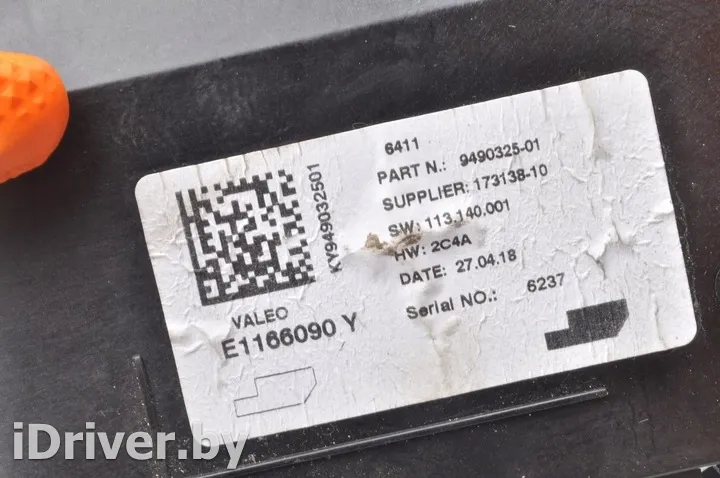 6411
PART N.: 9490325-01
SUPPLIER: 173138-10
SW: 113.140.001
HW: 2C4A
DATE: 27.04.18
Serial NO.: 6237
KY949032501
VALEO
E1166090 Y
iDriver.by